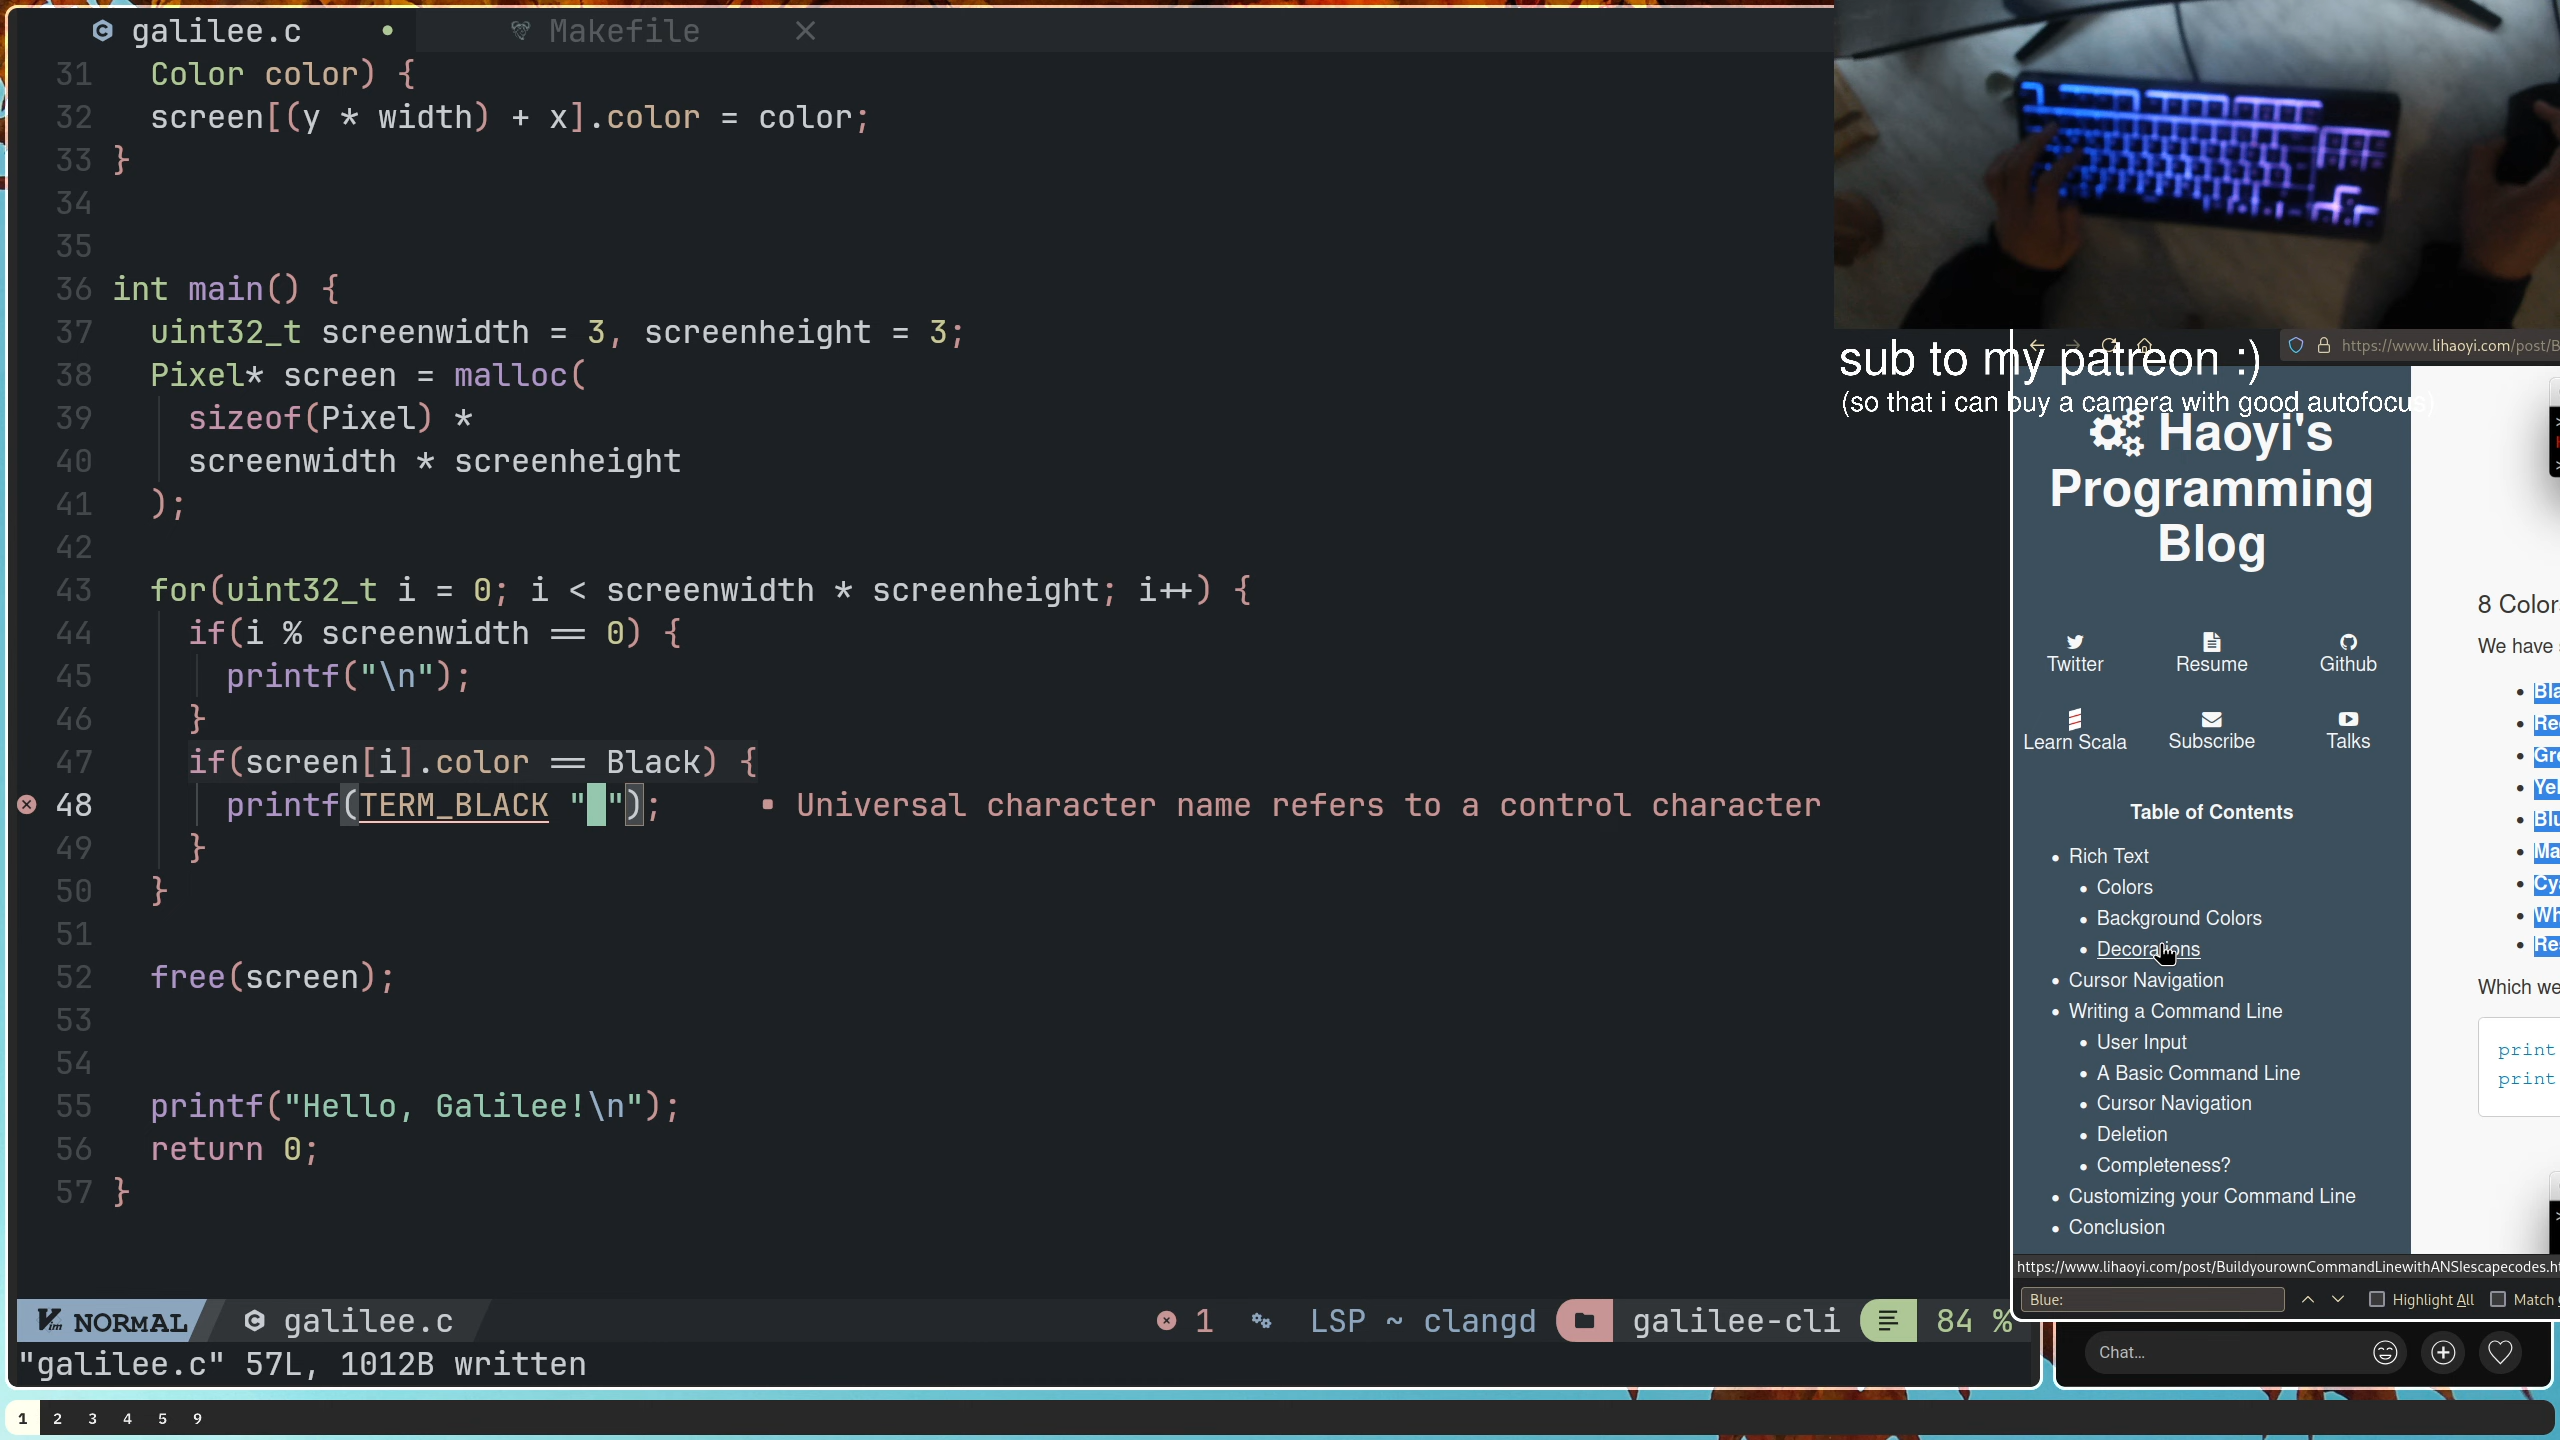 galilee.c
Makefile
31 Color color) {
32 screen[(y * width) + x].color = color;
33 }
34
35
36 int main() {
37 uint32_t screenwidth = 3, screenheight = 3;
38 Pixel* screen = malloc(
39 sizeof(Pixel) *
40 screenwidth * screenheight
41 );
42
43 for(uint32_t i = 0; i < screenwidth * screenheight; i++) {
44 if(i % screenwidth == 0) {
45 printf("\n");
46 }
47 if(screen[i].color == Black) {
48 printf(TERM_BLACK " "); ▪ Universal character name refers to a control character
49 }
50 }
51
52 free(screen);
53
54
55 printf("Hello, Galilee!\n");
56 return 0;
57 }
NORMAL galilee.c 1 LSP ~ clangd galilee-cli 84 %
"galilee.c" 57L, 1012B written
1 2 3 4 5 9
sub to my patreon :)
(so that i can buy a camera with good autofocus)
https://www.lihaoyi.com/post/B
Haoyi's
Programming
Blog
Twitter Resume Github
Learn Scala Subscribe Talks
Table of Contents
Rich Text
Colors
Background Colors
Decorations
Cursor Navigation
Writing a Command Line
User Input
A Basic Command Line
Cursor Navigation
Deletion
Completeness?
Customizing your Command Line
Conclusion
8 Color
We have
Bla
Re
Gre
Yel
Blu
Ma
Cy
Wh
Re
Which we
print
print
https://www.lihaoyi.com/post/BuildyourownCommandLinewithANSIescapecodes.h
Blue:
Highlight All
Match
Chat...